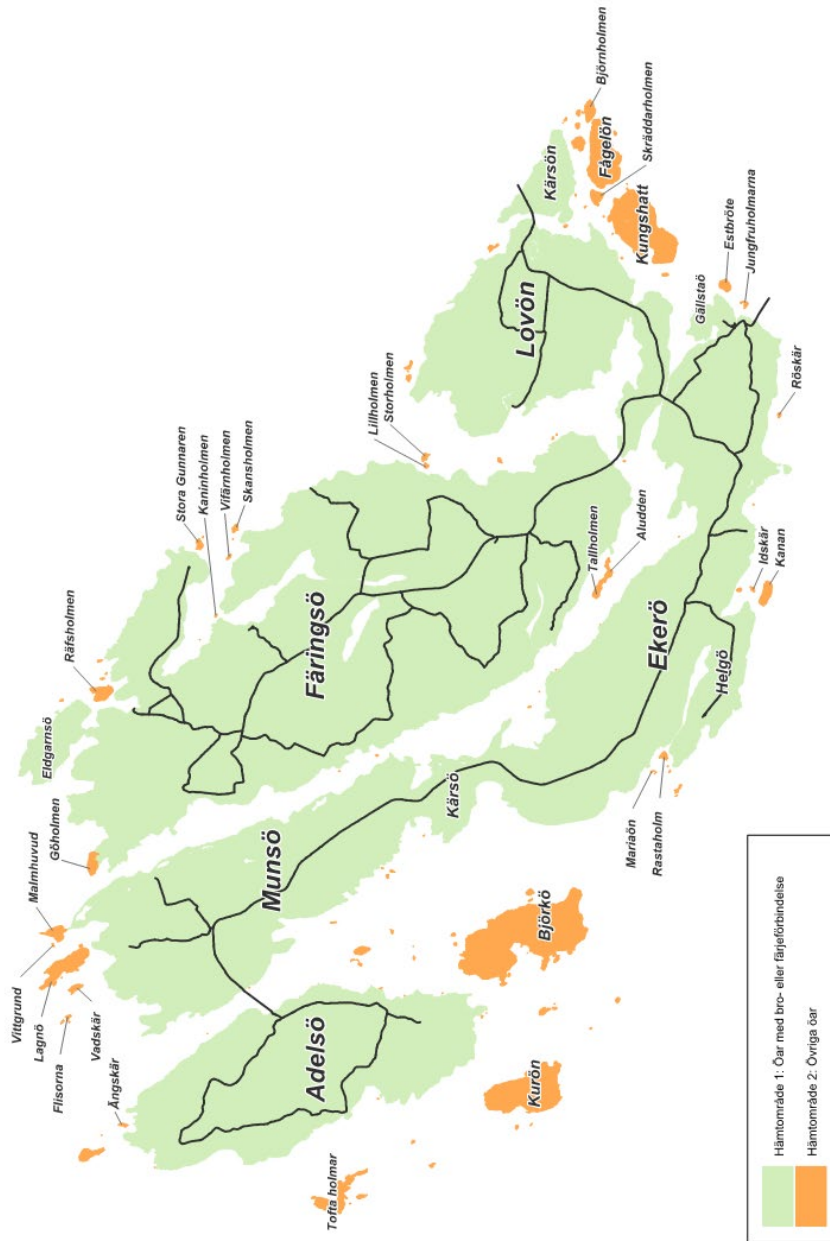 Björnholmen
Fågelön
Skräddarholmen
Kärsön
Kungshatt
Estbröte
Jungfruholmarna
Gällstaö
Lovön
Röskär
Lillholmen
Storholmen
Stora Gunnaren
Kaninholmen
Vifärnholmen
Skansholmen
Tallholmen
Aludden
Idskär
Kanan
Räfsholmen
Färingsö
Ekerö
Helgö
Eldgarnsö
Kärsö
Mariaön
Rastaholm
Göholmen
Malmhuvud
Munsö
Björkö
Vittgrund
Lagnö
Flisorna
Vadskär
Ängskär
Adelsö
Kurön
Tofta holmar
Hämtområde 1: Öar med bro- eller färjeförbindelse
Hämtområde 2: Övriga öar